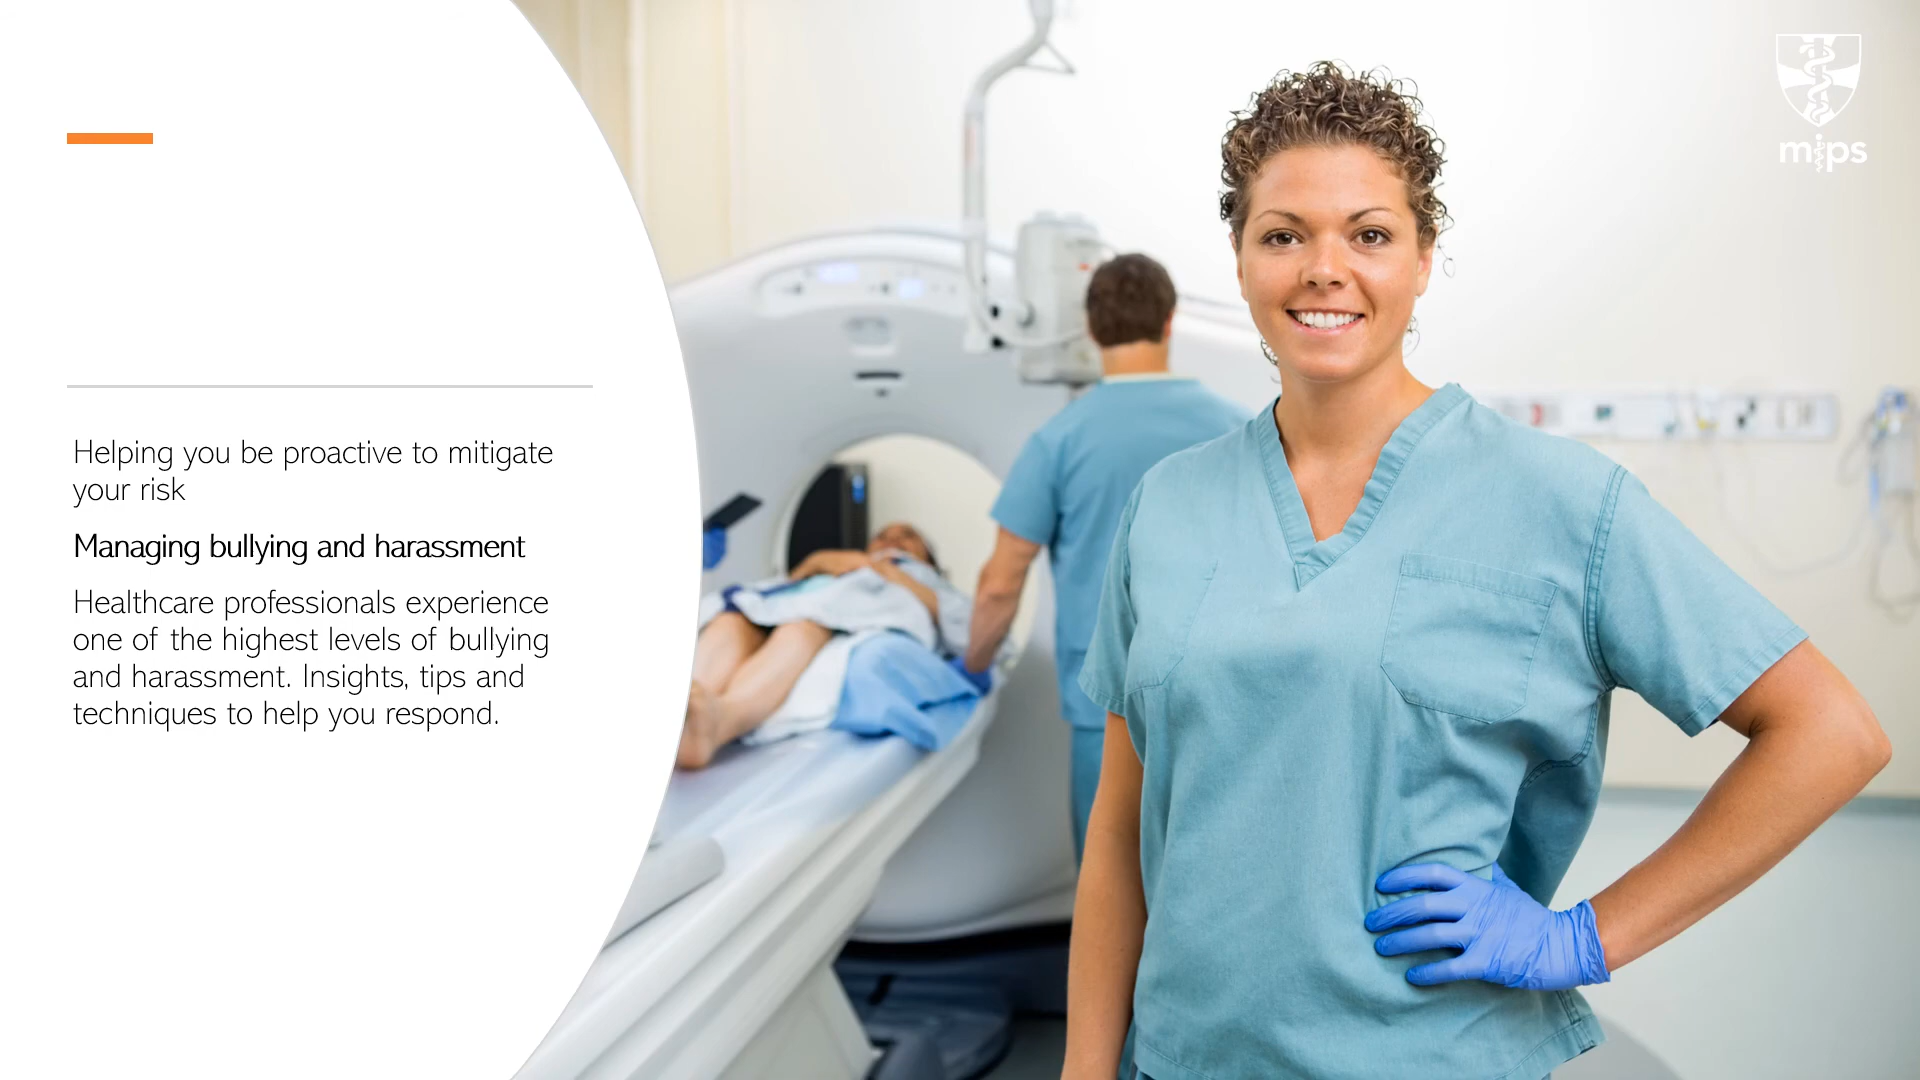 mips
Helping you be proactive to mitigate
your risk
Managing bullying and harassment
Healthcare professionals experience
one of the highest levels of bullying
and harassment. Insights, tips and
techniques to help you respond.